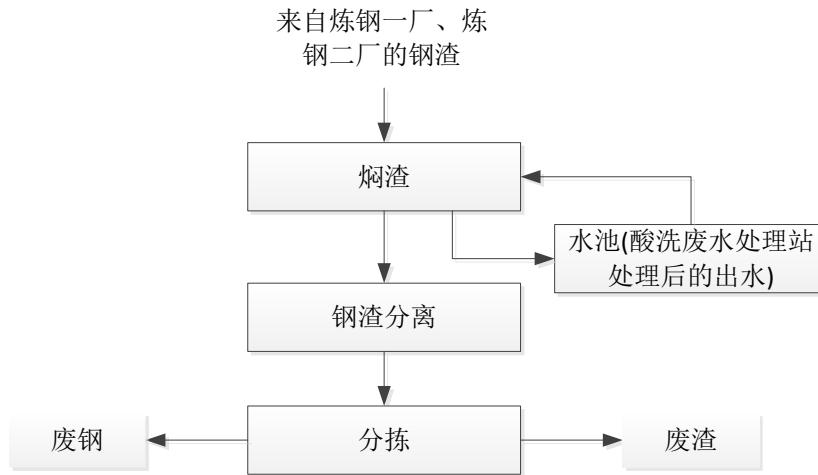 来自炼钢一厂、炼
钢二厂的钢渣
焖渣
水池(酸洗废水处理站
处理后的出水)
钢渣分离
废钢
分拣
废渣